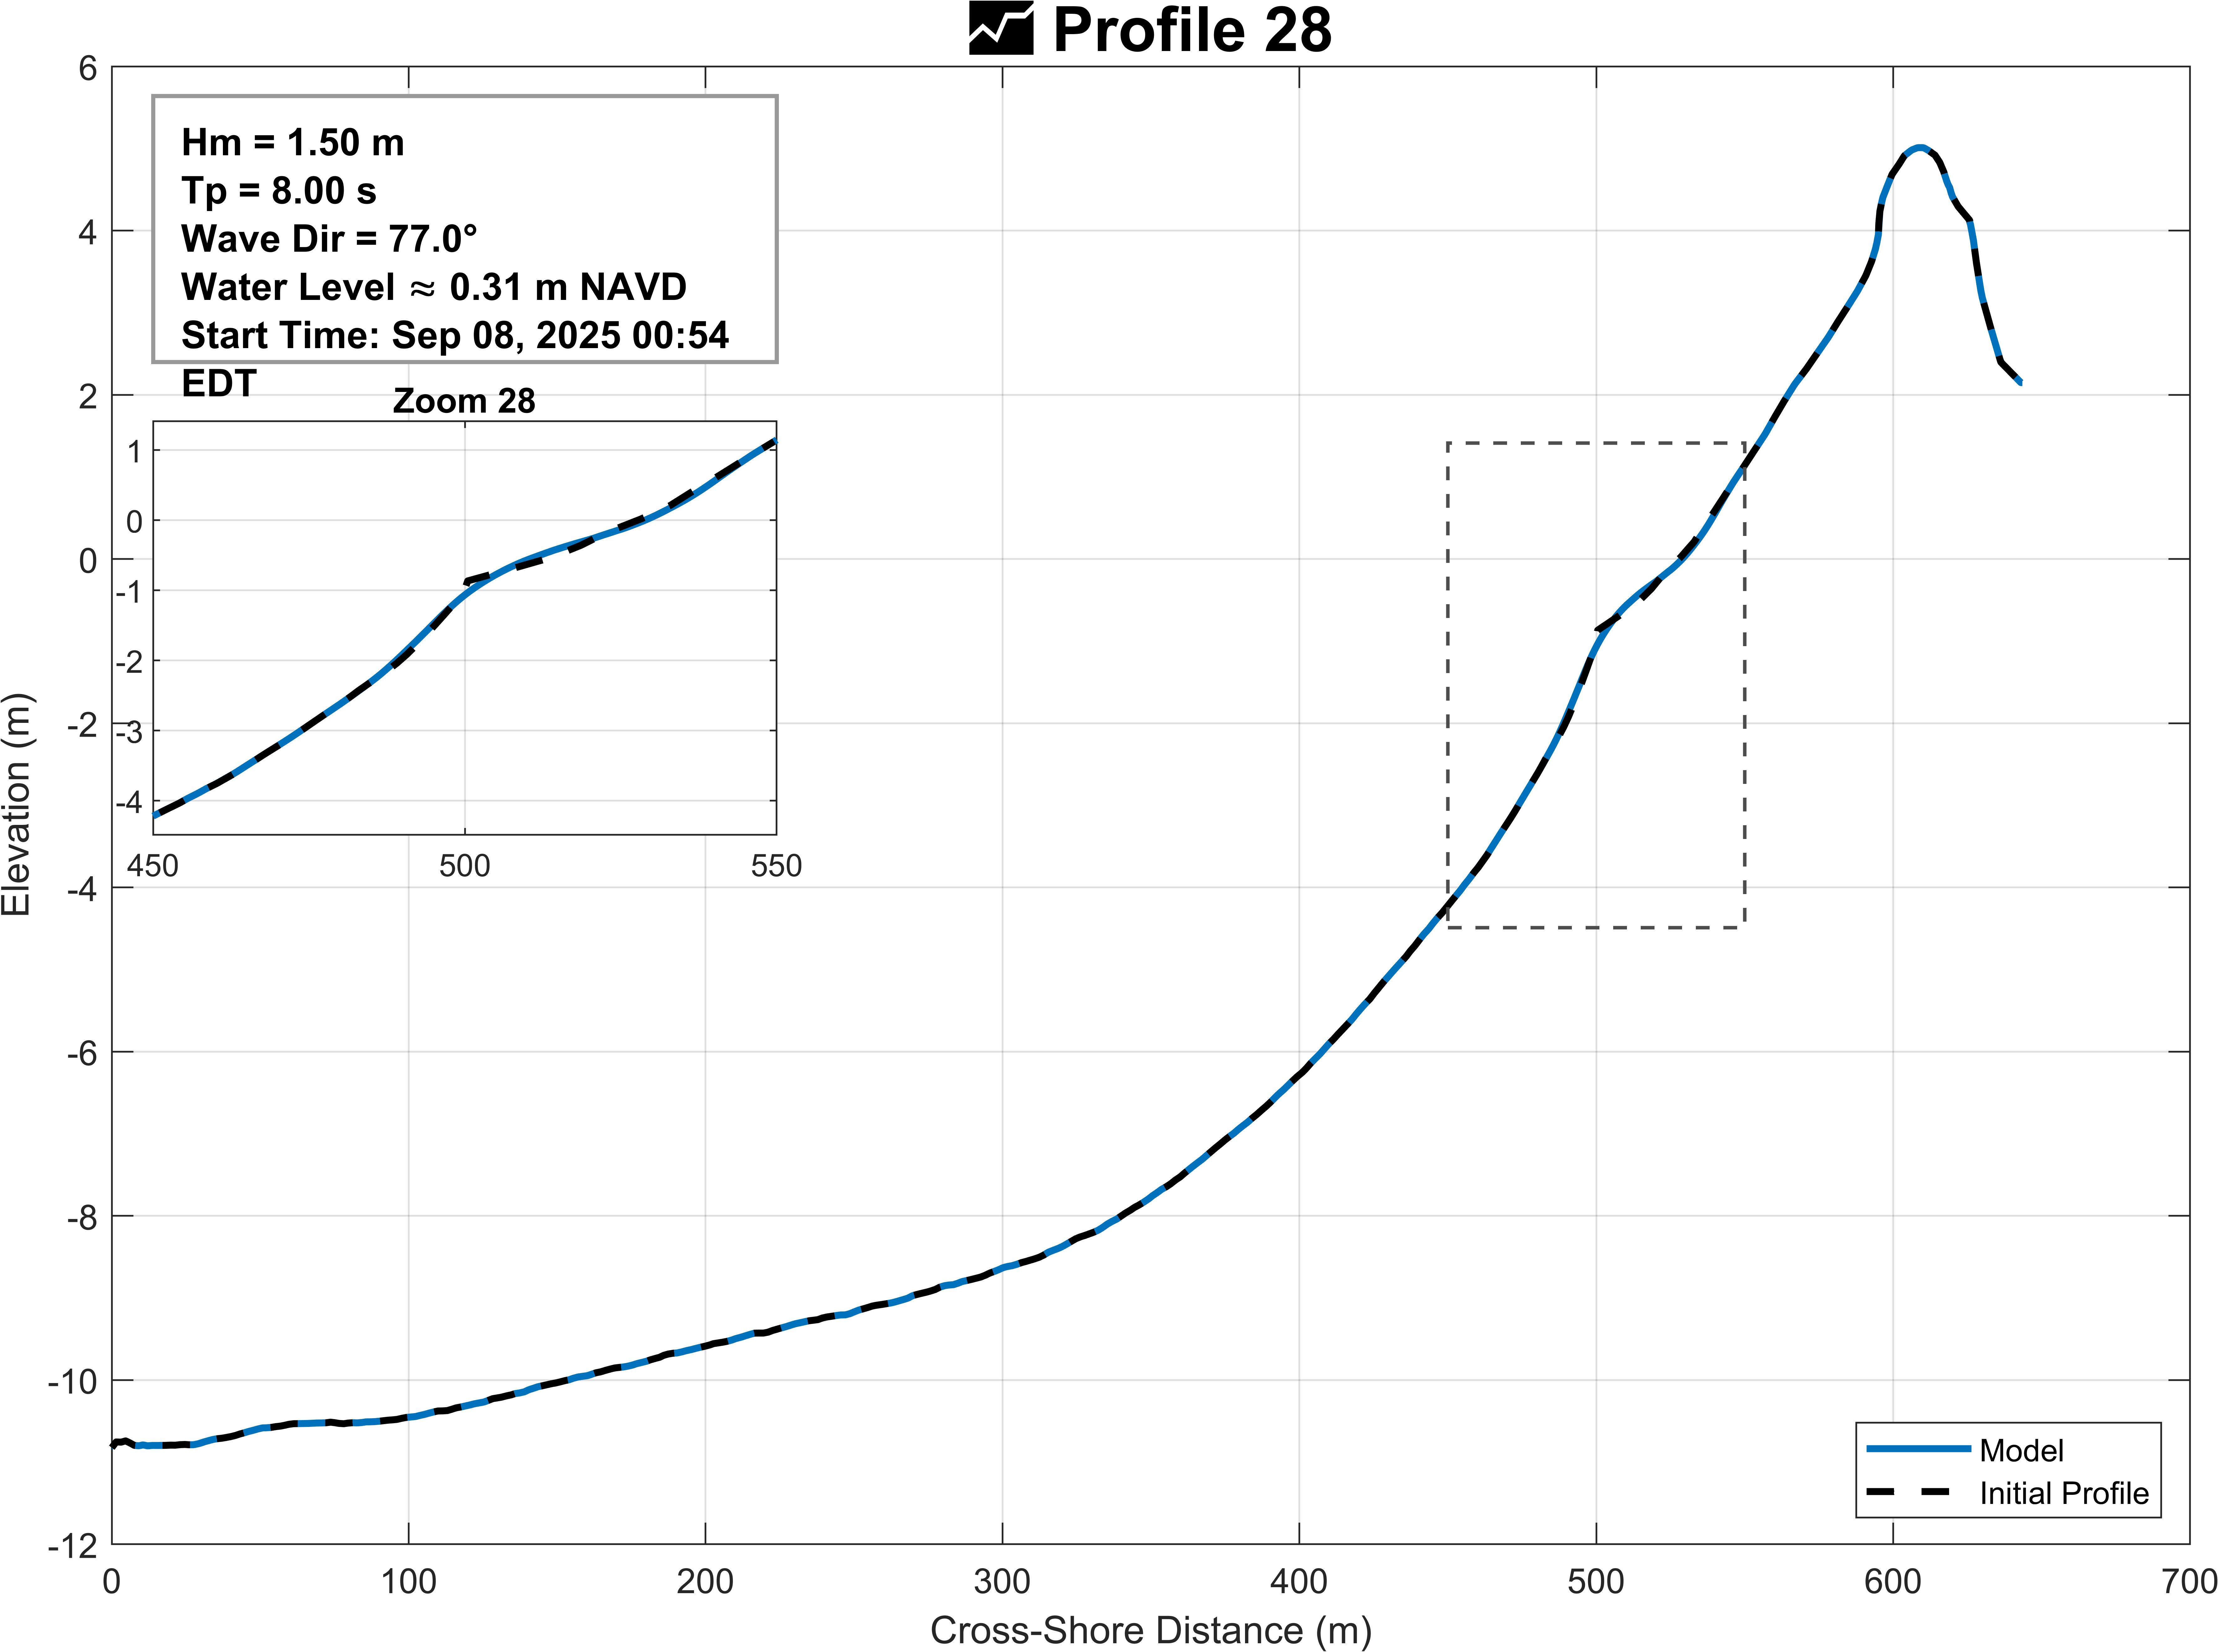 Profile 28
6
4
2
0
-2
-4
-6
-8
-10
-12
Elevation (m)
Hm = 1.50 m
Tp = 8.00 s
Wave Dir = 77.0°
Water Level ≈ 0.31 m NAVD
Start Time: Sep 08, 2025 00:54
EDT
Zoom 28
1
0
-1
-2
-3
-4
450 500 550
Model
Initial Profile
0 100 200 300 400 500 600 700
Cross-Shore Distance (m)